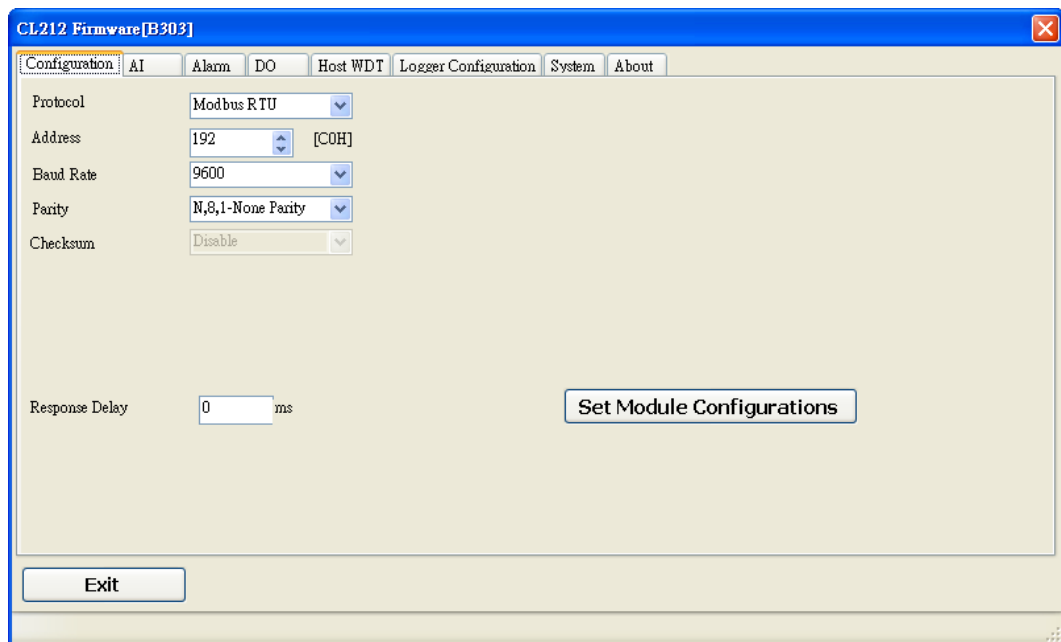 CL212 Firmware[B303]
Configuration AI Alarm DO Host WDT Logger Configuration System About
Protocol Modbus RTU
Address 192 [C0H]
Baud Rate 9600
Parity N,8,1-None Parity
Checksum Disable
Response Delay 0 ms Set Module Configurations
Exit